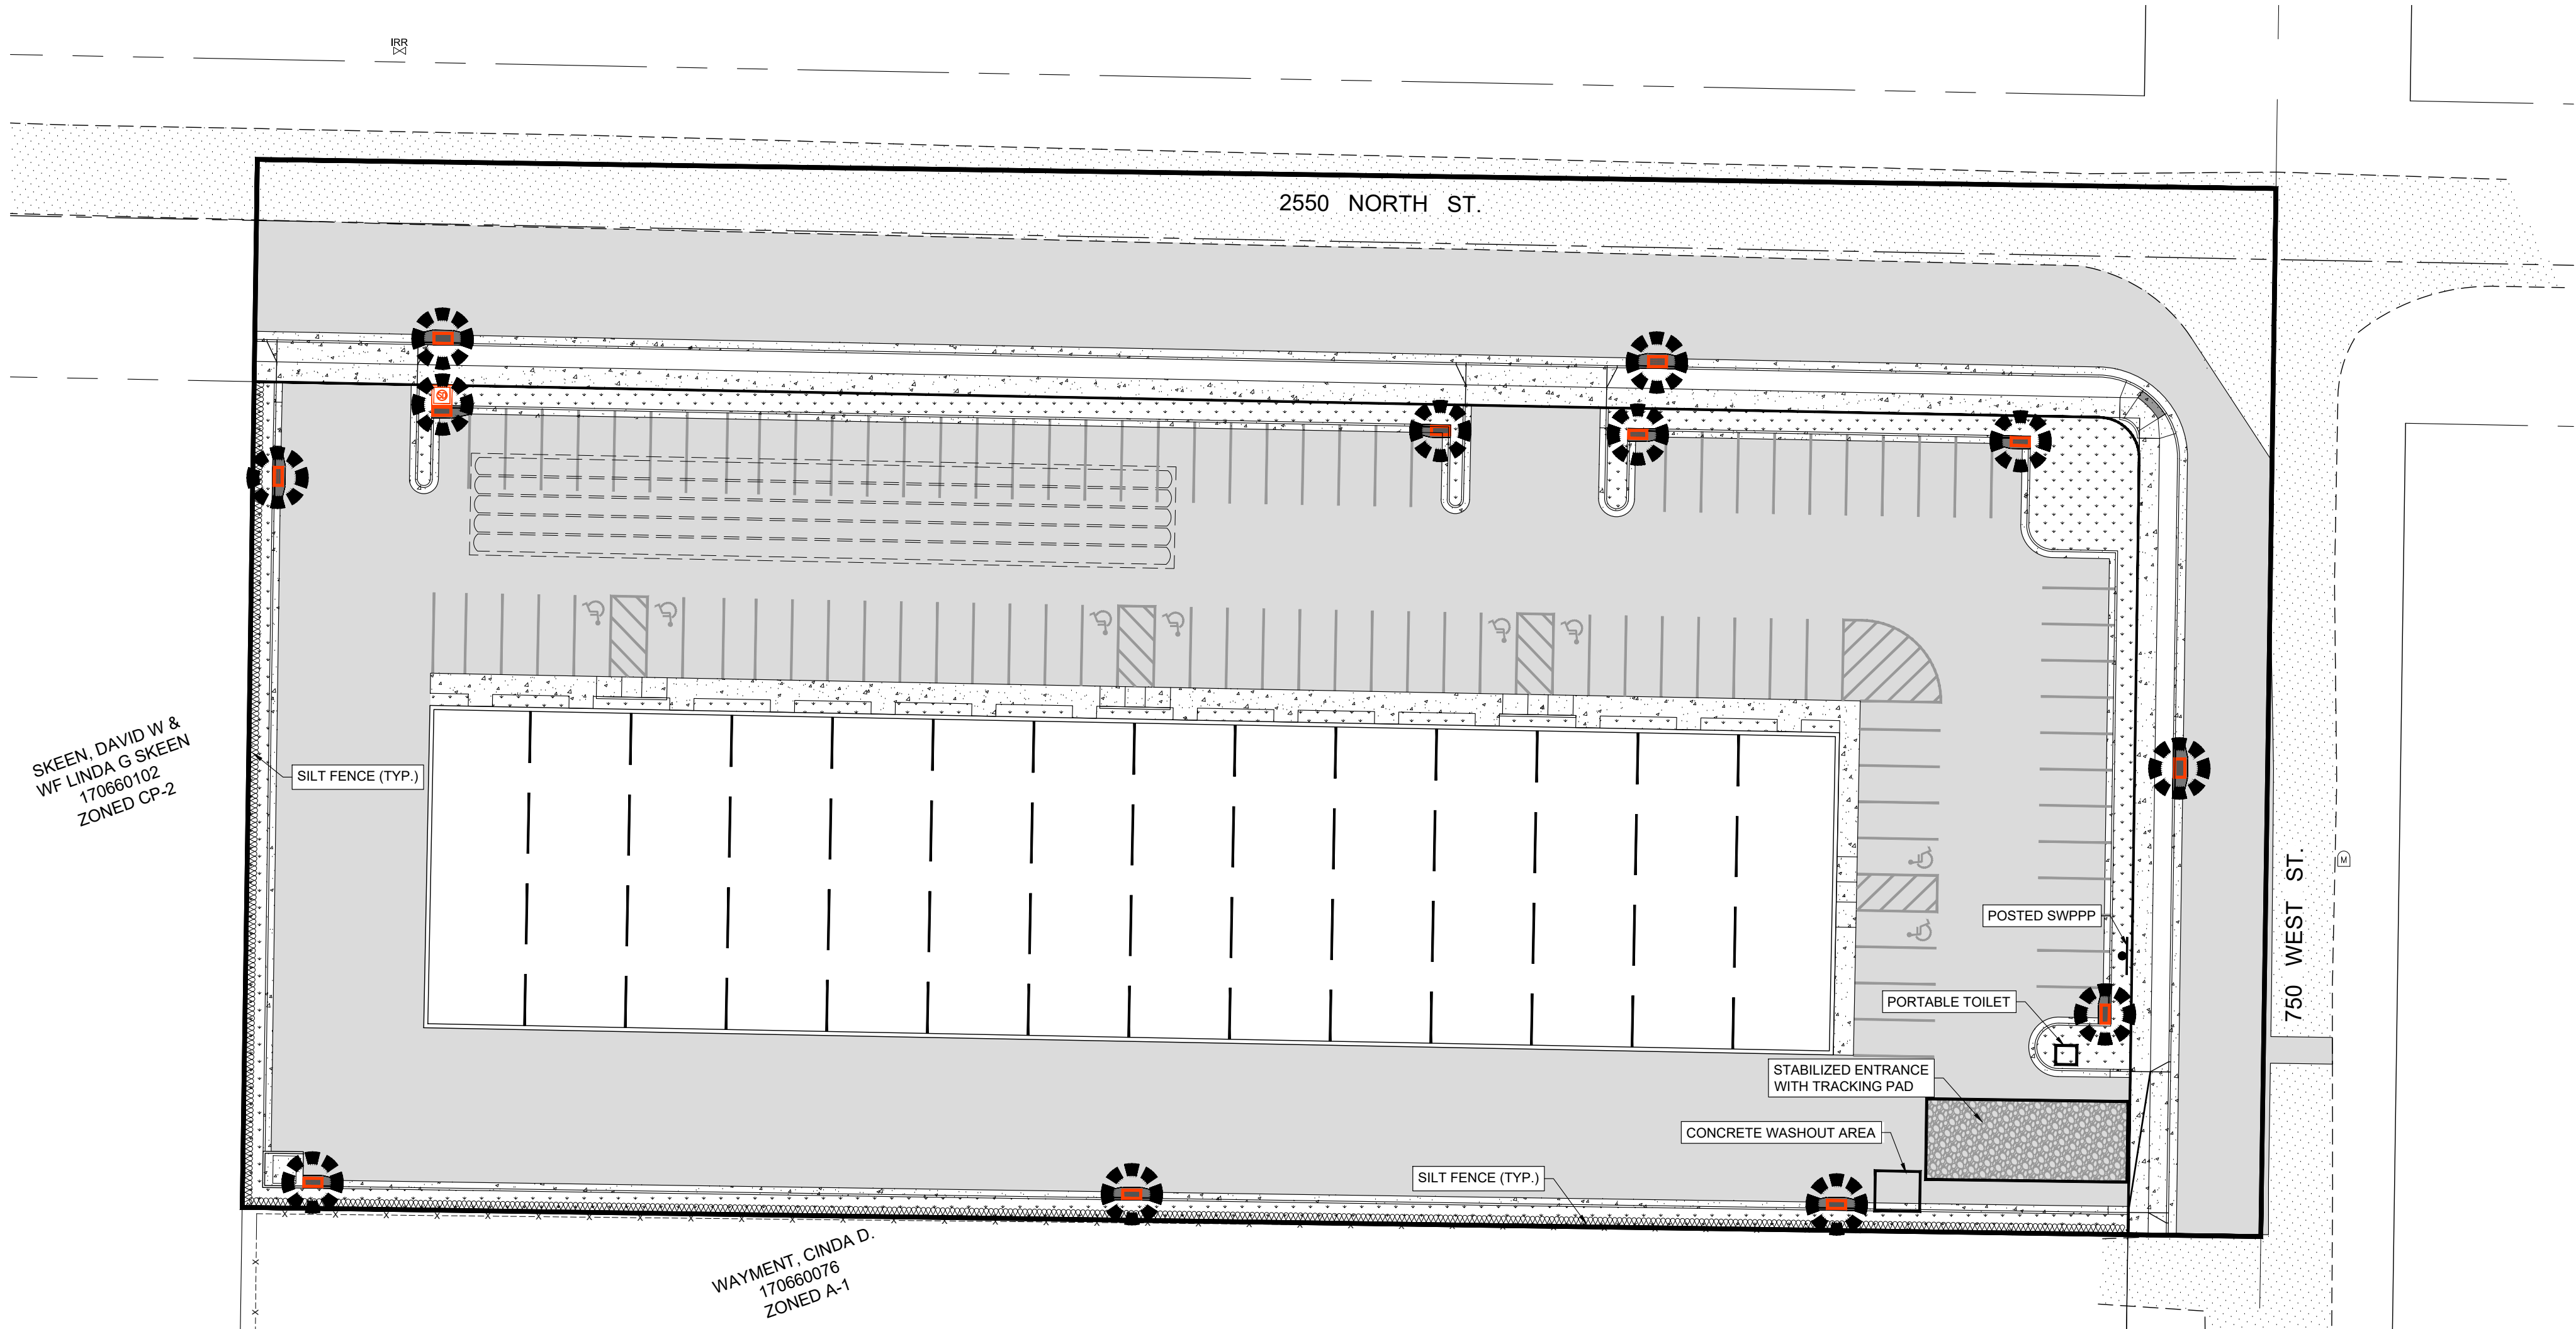 IRR
2550 NORTH ST.
SKEEN, DAVID W &
WF LINDA G SKEEN
170660102
ZONED CP-2
SILT FENCE (TYP.)
750 WEST ST.
M
POSTED SWPPP
PORTABLE TOILET
STABILIZED ENTRANCE
WITH TRACKING PAD
CONCRETE WASHOUT AREA
SILT FENCE (TYP.)
WAYMENT, CINDA D.
170660076
ZONED A-1